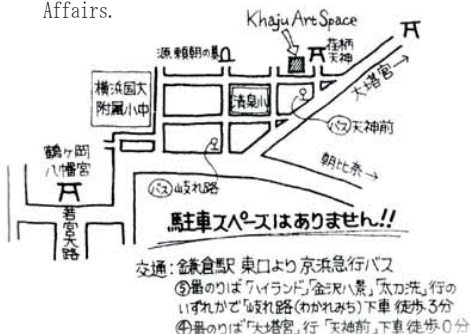 Affairs.
Khaju Art Space
源頼朝の墓
荏柄
天神
大塔宮→
横浜国大
附属小中
清泉小
バス 天神前
鶴ヶ岡
八幡宮
朝比奈→
バス 岐れ路
若宮大路
駐車スペースはありません!!
交通:鎌倉駅 東口より 京浜急行バス
⑤番のりば「ハイランド」「金沢八景」「太刀洗」行の
いずれかで「岐れ路(わかれみち)下車 徒歩3分
④番のりば「大塔宮」行「天神前」下車 徒歩0分